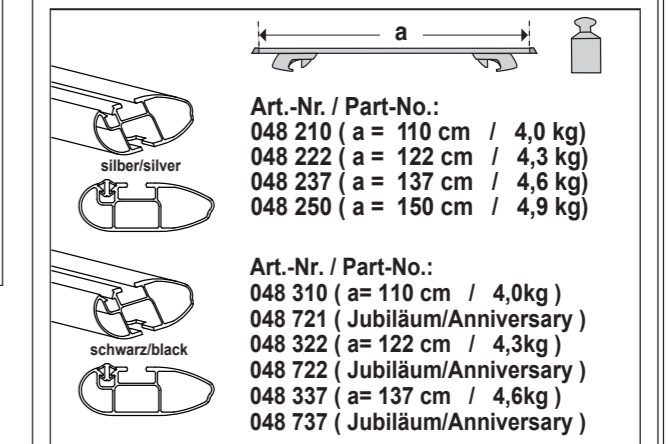 a
Art.-Nr. / Part-No.:
048 210 ( a = 110 cm / 4,0 kg)
048 222 ( a = 122 cm / 4,3 kg)
048 237 ( a = 137 cm / 4,6 kg)
048 250 ( a = 150 cm / 4,9 kg)
silber/silver
Art.-Nr. / Part-No.:
048 310 ( a= 110 cm / 4,0kg )
048 721 ( Jubiläum/Anniversary )
048 322 ( a= 122 cm / 4,3kg )
048 722 ( Jubiläum/Anniversary )
048 337 ( a= 137 cm / 4,6kg )
048 737 ( Jubiläum/Anniversary )
schwarz/black